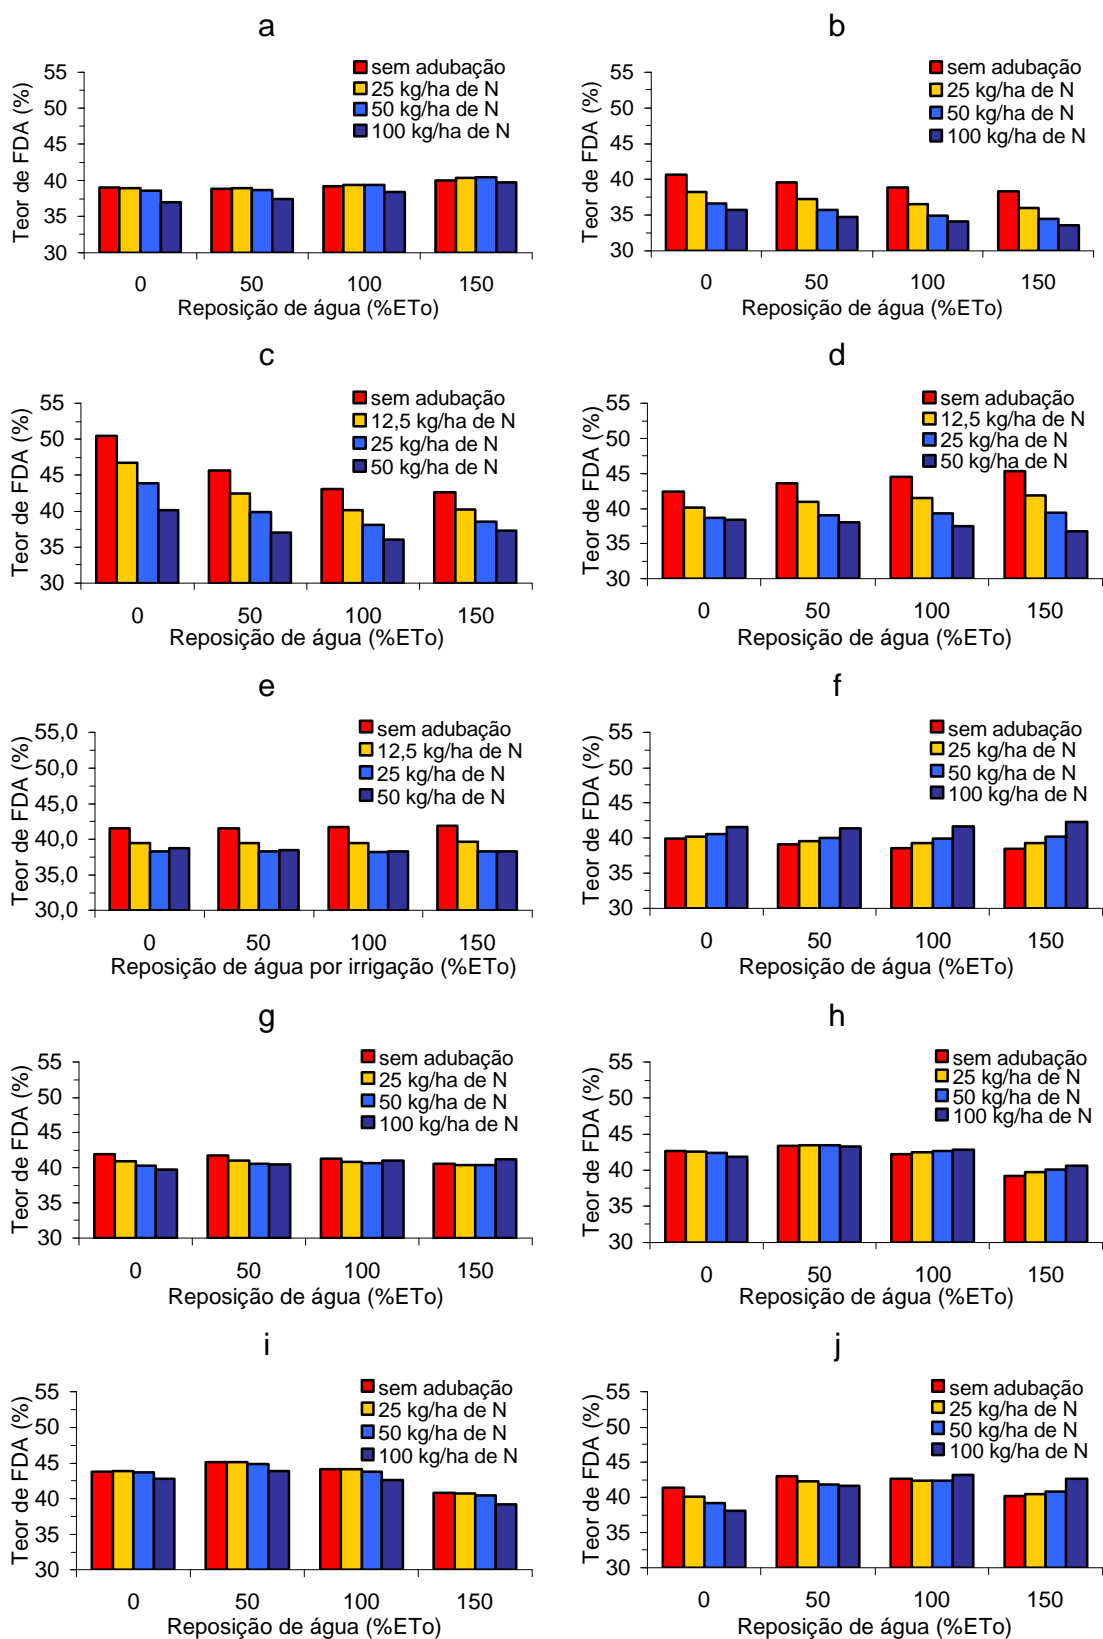 a
Teor de FDA (%)
55
50
45
40
35
30
sem adubação
25 kg/ha de N
50 kg/ha de N
100 kg/ha de N
0 50 100 150
Reposição de água (%ETo)
b
Teor de FDA (%)
55
50
45
40
35
30
sem adubação
25 kg/ha de N
50 kg/ha de N
100 kg/ha de N
0 50 100 150
Reposição de água (%ETo)
c
Teor de FDA (%)
55
50
45
40
35
30
sem adubação
12,5 kg/ha de N
25 kg/ha de N
50 kg/ha de N
0 50 100 150
Reposição de água (%ETo)
d
Teor de FDA (%)
55
50
45
40
35
30
sem adubação
12,5 kg/ha de N
25 kg/ha de N
50 kg/ha de N
0 50 100 150
Reposição de água (%ETo)
e
Teor de FDA (%)
55,0
50,0
45,0
40,0
35,0
30,0
sem adubação
12,5 kg/ha de N
25 kg/ha de N
50 kg/ha de N
0 50 100 150
Reposição de água por irrigação (%ETo)
f
Teor de FDA (%)
55
50
45
40
35
30
sem adubação
25 kg/ha de N
50 kg/ha de N
100 kg/ha de N
0 50 100 150
Reposição de água (%ETo)
g
Teor de FDA (%)
55
50
45
40
35
30
sem adubação
25 kg/ha de N
50 kg/ha de N
100 kg/ha de N
0 50 100 150
Reposição de água (%ETo)
h
Teor de FDA (%)
55
50
45
40
35
30
sem adubação
25 kg/ha de N
50 kg/ha de N
100 kg/ha de N
0 50 100 150
Reposição de água (%ETo)
i
Teor de FDA (%)
55
50
45
40
35
30
sem adubação
25 kg/ha de N
50 kg/ha de N
100 kg/ha de N
0 50 100 150
Reposição de água (%ETo)
j
Teor de FDA (%)
55
50
45
40
35
30
sem adubação
25 kg/ha de N
50 kg/ha de N
100 kg/ha de N
0 50 100 150
Reposição de água (%ETo)